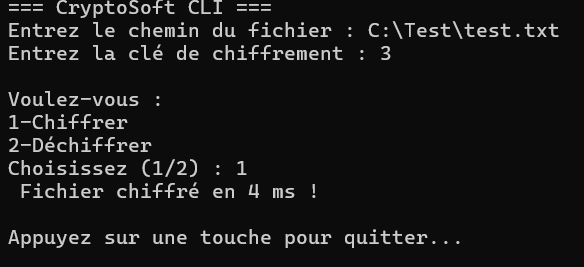 === CryptoSoft CLI ===
Entrez le chemin du fichier : C:\Test\test.txt
Entrez la clé de chiffrement : 3
Voulez-vous :
1-Chiffrer
2-Déchiffrer
Choisissez (1/2) : 1
Fichier chiffré en 4 ms !
Appuyez sur une touche pour quitter...